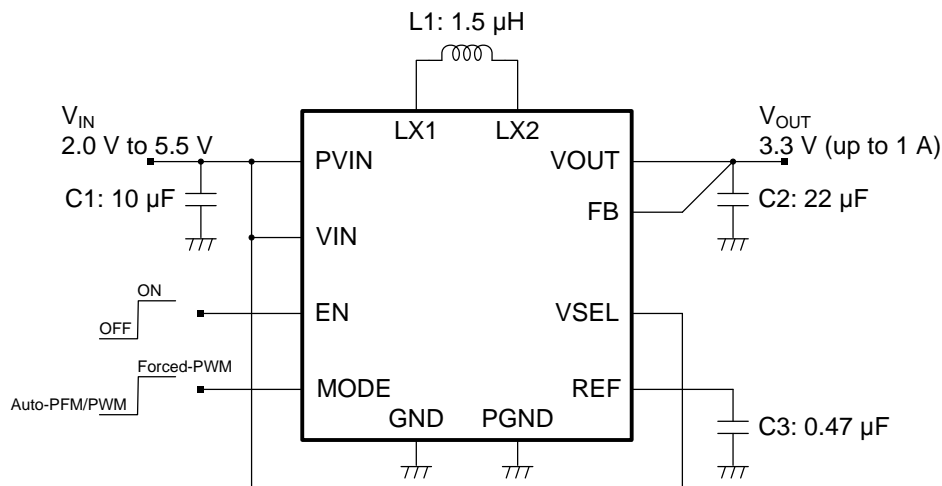 L1: 1.5 µH
LX1 LX2
VIN
2.0 V to 5.5 V
VOUT
3.3 V (up to 1 A)
PVIN
VOUT
C1: 10 µF
C2: 22 µF
FB
VIN
ON
OFF
EN
VSEL
Forced-PWM
Auto-PFM/PWM
MODE
REF
GND PGND
C3: 0.47 µF